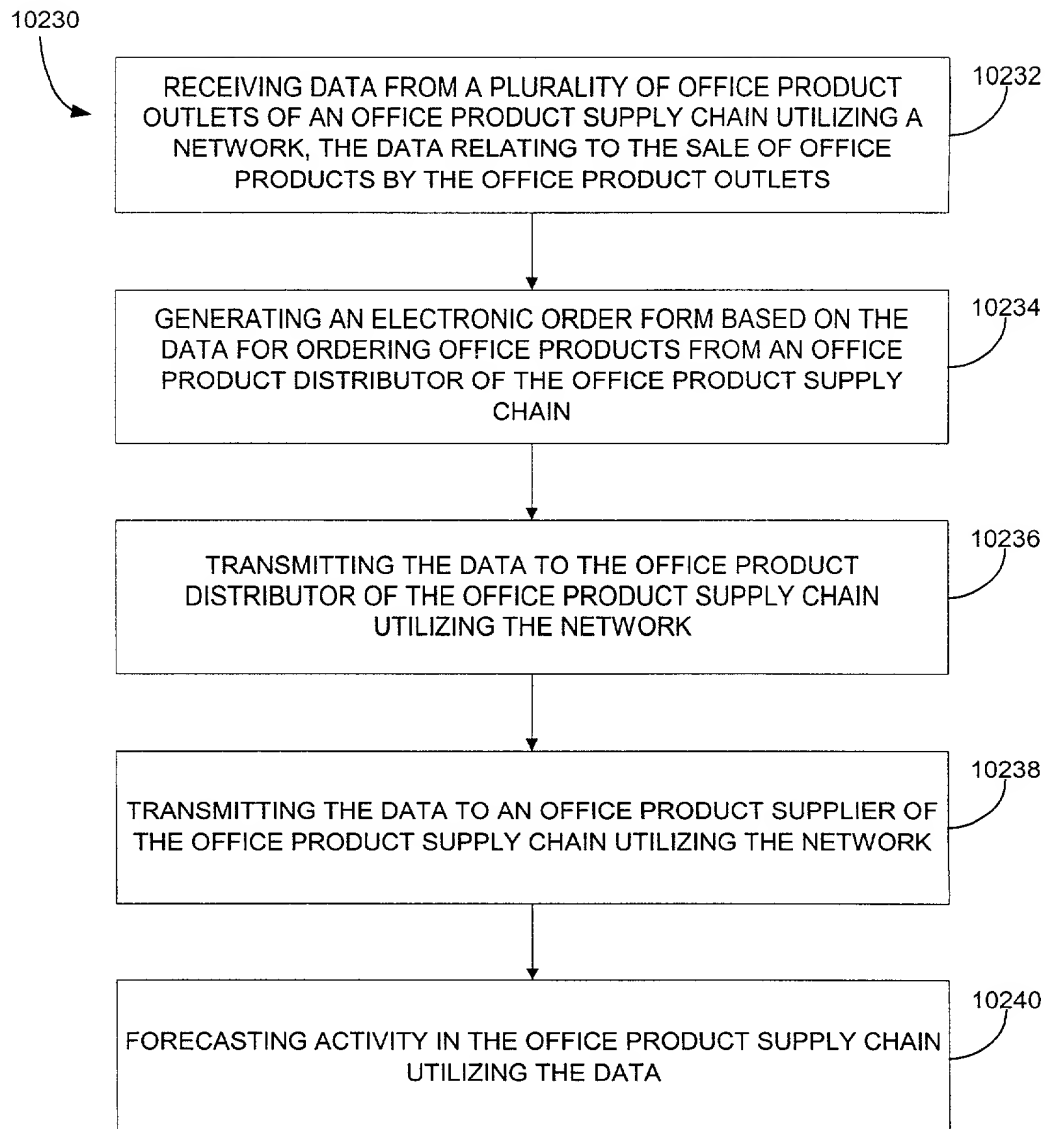 10230
10232
RECEIVING DATA FROM A PLURALITY OF OFFICE PRODUCT
OUTLETS OF AN OFFICE PRODUCT SUPPLY CHAIN UTILIZING A
NETWORK, THE DATA RELATING TO THE SALE OF OFFICE
PRODUCTS BY THE OFFICE PRODUCT OUTLETS
10234
GENERATING AN ELECTRONIC ORDER FORM BASED ON THE
DATA FOR ORDERING OFFICE PRODUCTS FROM AN OFFICE
PRODUCT DISTRIBUTOR OF THE OFFICE PRODUCT SUPPLY
CHAIN
10236
TRANSMITTING THE DATA TO THE OFFICE PRODUCT
DISTRIBUTOR OF THE OFFICE PRODUCT SUPPLY CHAIN
UTILIZING THE NETWORK
10238
TRANSMITTING THE DATA TO AN OFFICE PRODUCT SUPPLIER OF
THE OFFICE PRODUCT SUPPLY CHAIN UTILIZING THE NETWORK
10240
FORECASTING ACTIVITY IN THE OFFICE PRODUCT SUPPLY CHAIN
UTILIZING THE DATA